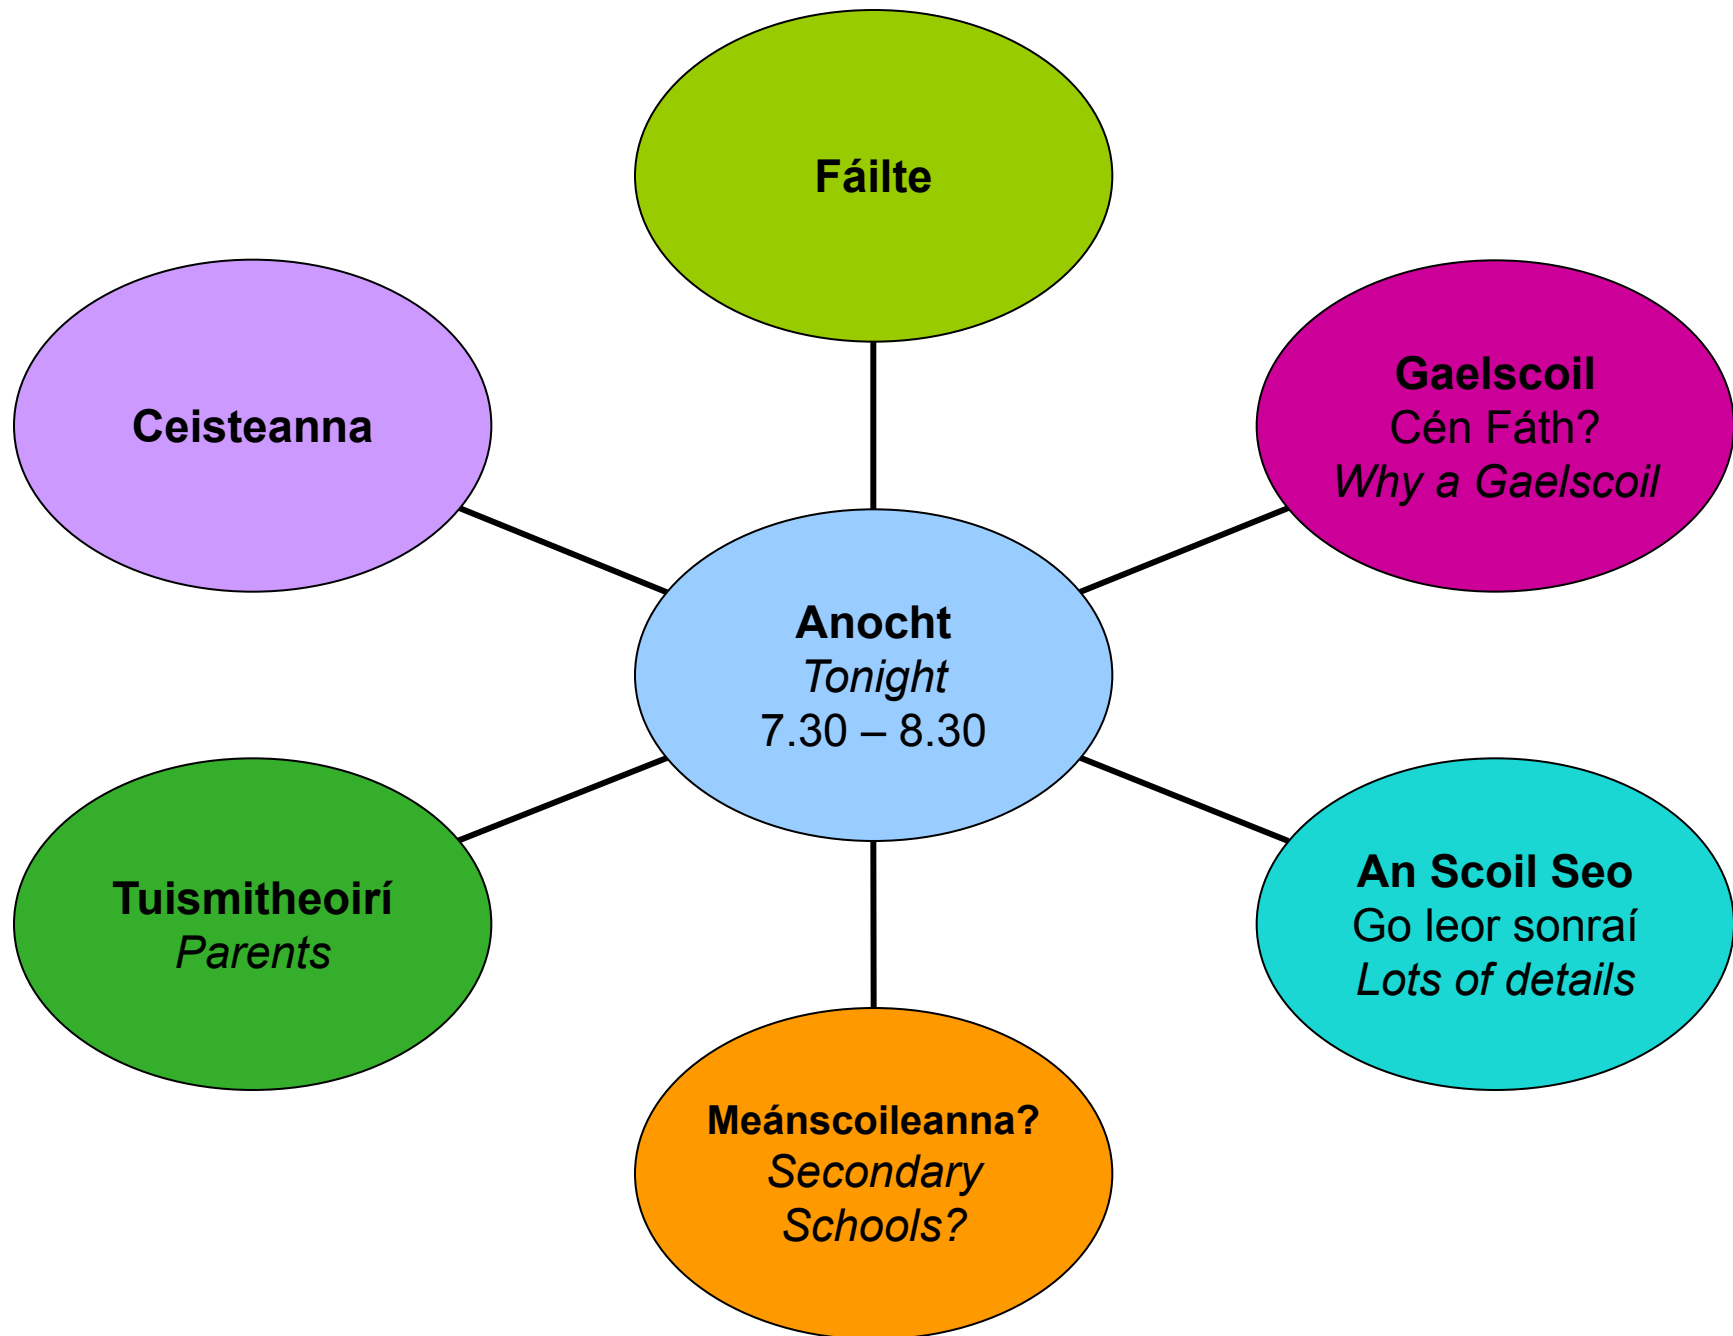 Fáilte
Gaelscoil
Cén Fáth?
Why a Gaelscoil
An Scoil Seo
Go leor sonraí
Lots of details
Meánscoileanna?
Secondary
Schools?
Tuismitheoirí
Parents
Ceisteanna
Anocht
Tonight
7.30 – 8.30